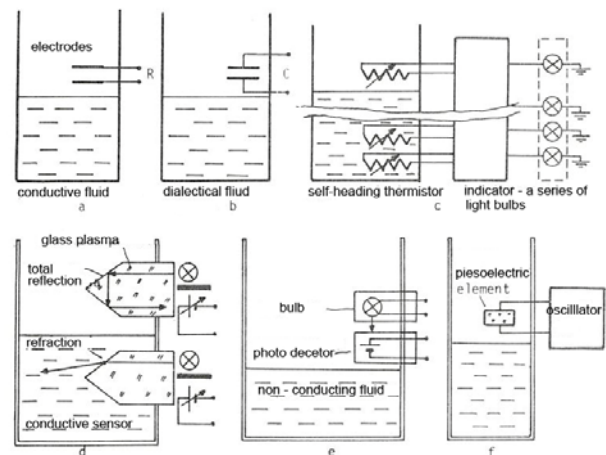 electrodes
R
conductive fluid
a
C
dialectical fliud
b
self-heading thermistor
c
indicator - a series of
light bulbs
glass plasma
total
reflection
refraction
conductive sensor
d
bulb
photo decetor
non - conducting fluid
e
piesoelectric
element
oscilllator
f